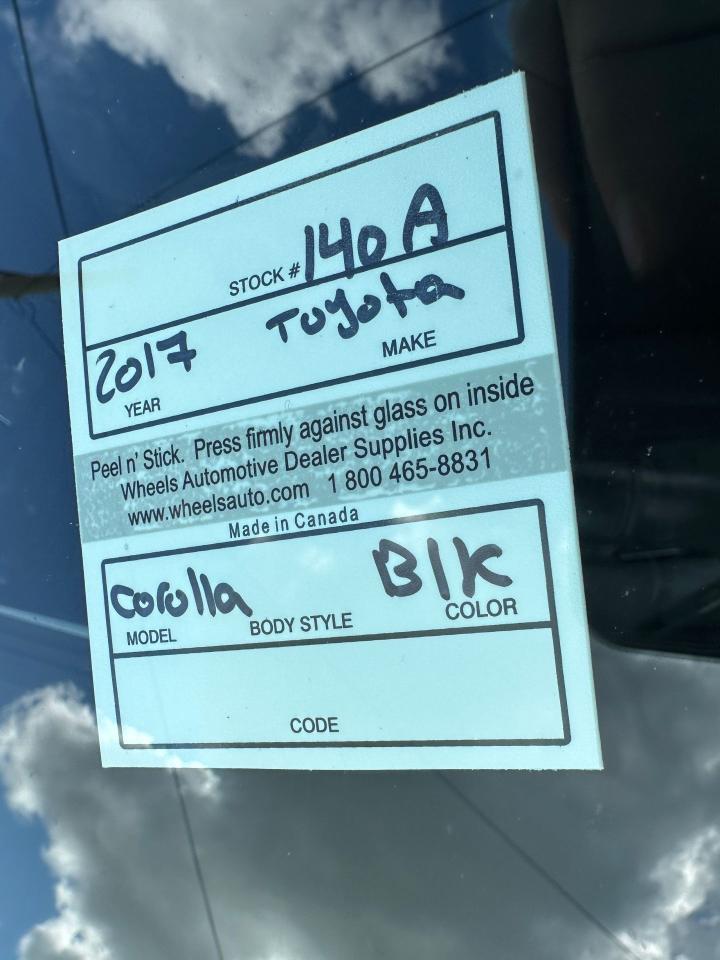 STOCK # 140 A
2017 Toyota
YEAR MAKE
Peel n' Stick. Press firmly against glass on inside
Wheels Automotive Dealer Supplies Inc.
www.wheelsauto.com 1 800 465-8831
Made in Canada
Corolla Blk
MODEL BODY STYLE COLOR
CODE